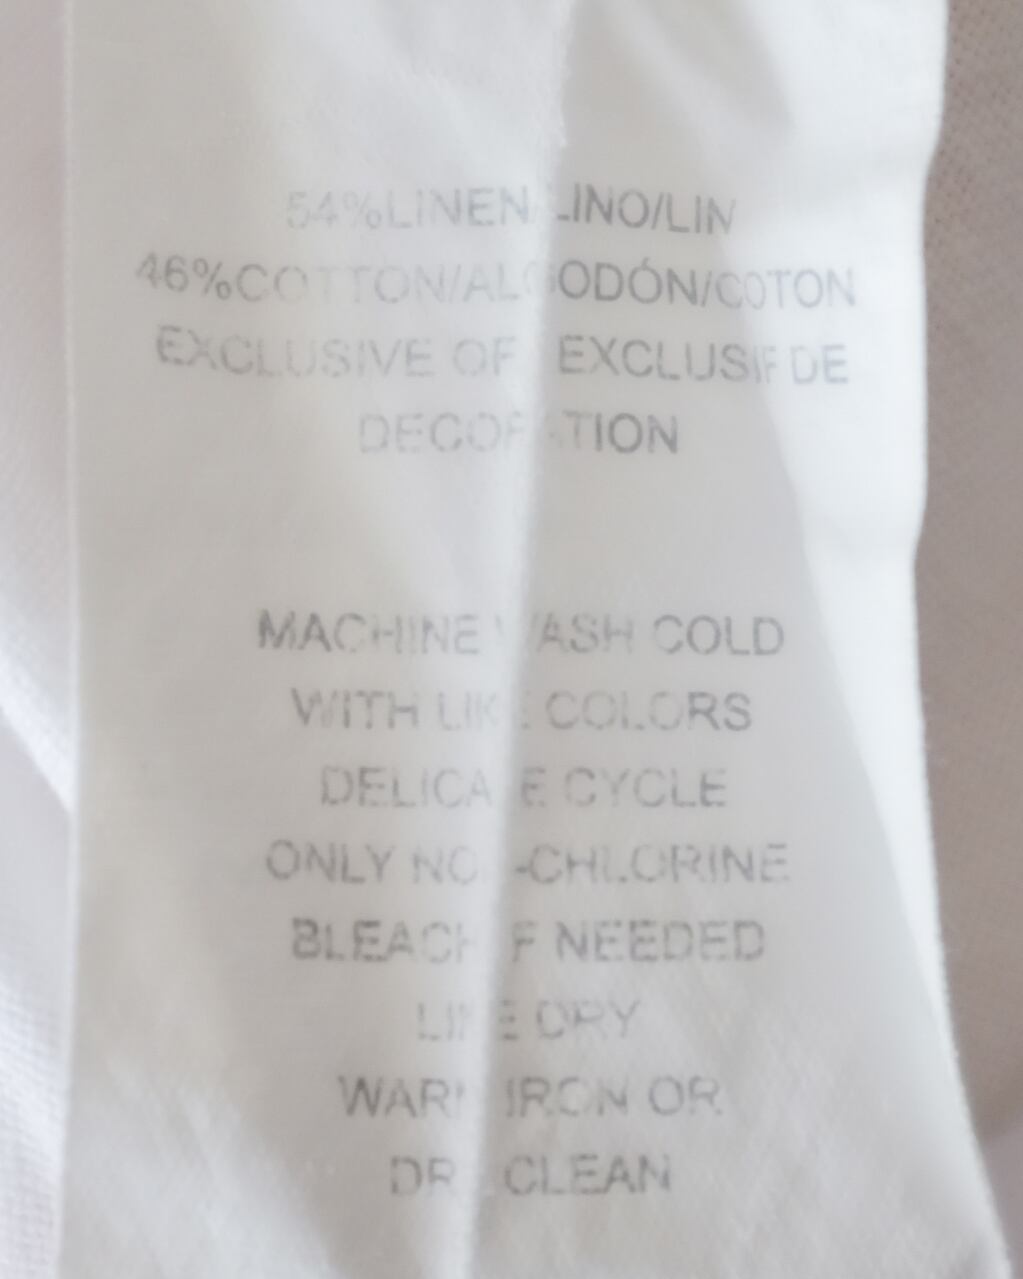 54%LINEN/LINO/LIN
46%COTTON/ALGODÓN/COTON
EXCLUSIVE OF / EXCLUSIF DE
DECORATION
MACHINE WASH COLD
WITH LIKE COLORS
DELICATE CYCLE
ONLY NON-CHLORINE
BLEACH IF NEEDED
LINE DRY
WARM IRON OR
DRY CLEAN